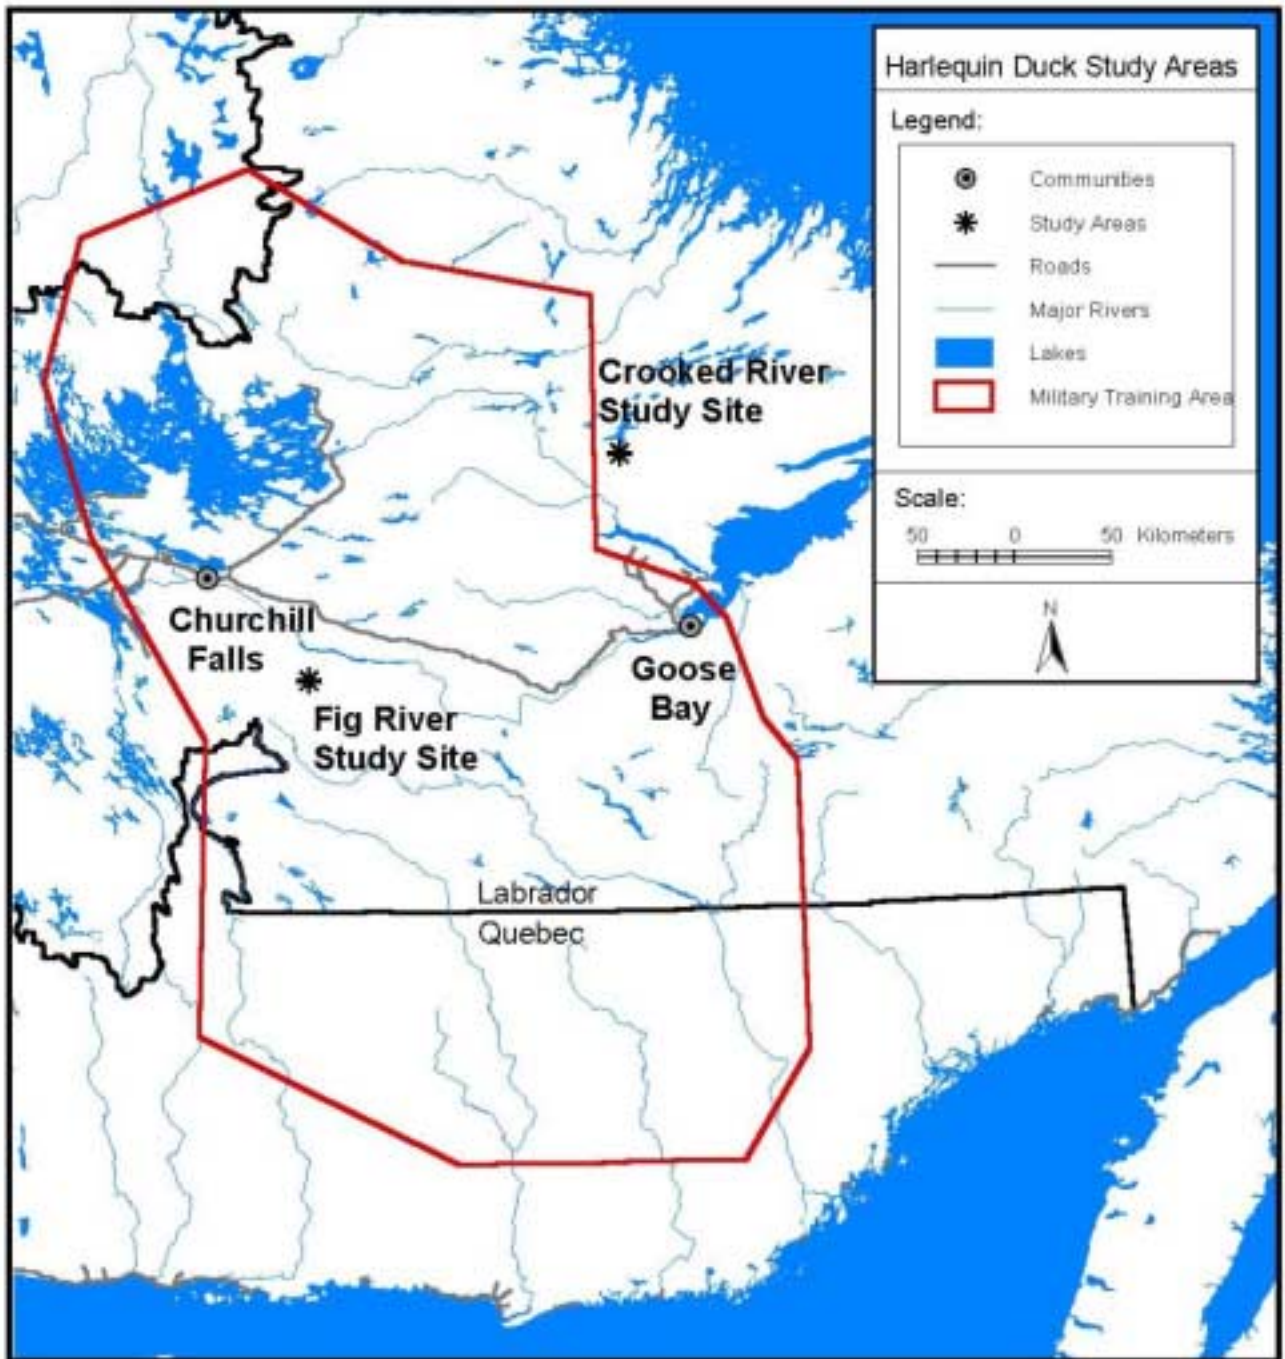 Harlequin Duck Study Areas
Legend:
Communities
Study Areas
Roads
Major Rivers
Lakes
Military Training Area
Scale:
50 0 50 Kilometers
N
Crooked River
Study Site
Churchill
Falls
Goose
Bay
Fig River
Study Site
Labrador
Quebec